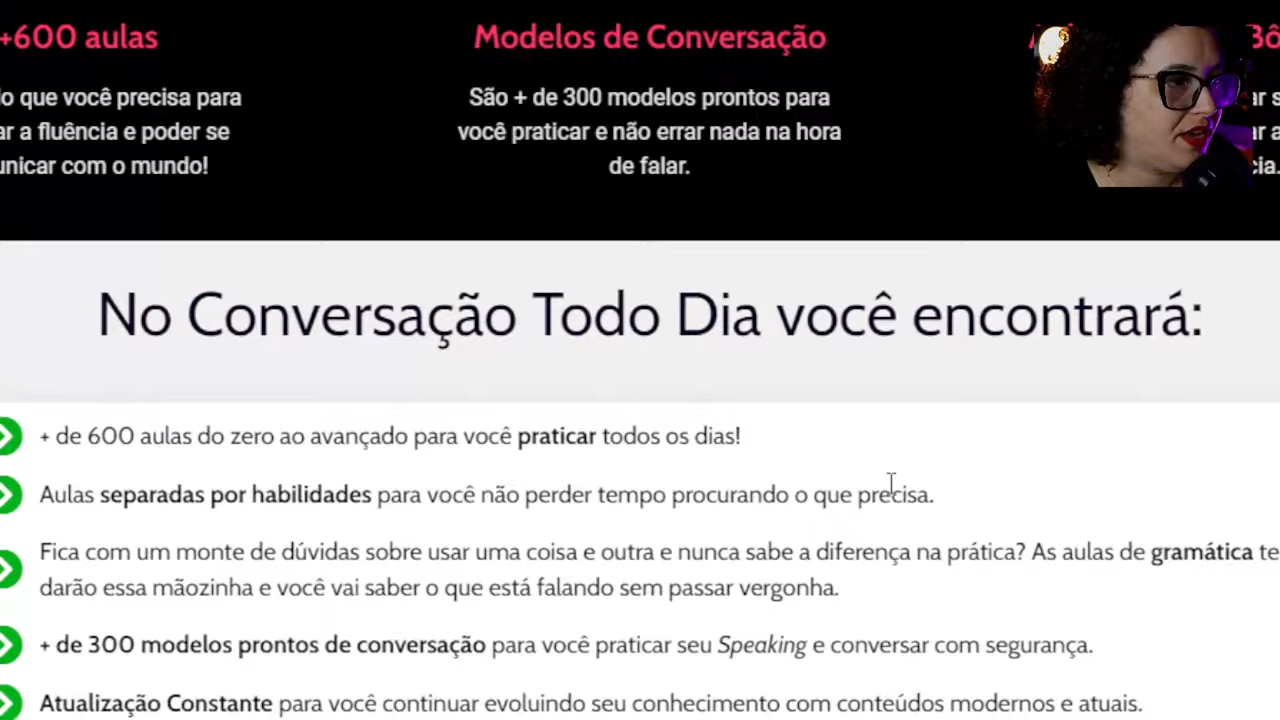 +600 aulas
Modelos de Conversação
Bô
o que você precisa para
São + de 300 modelos prontos para
ar a fluência e poder se
você praticar e não errar nada na hora
unicar com o mundo!
de falar.
cia.
No Conversação Todo Dia você encontrará:
+ de 600 aulas do zero ao avançado para você praticar todos os dias!
Aulas separadas por habilidades para você não perder tempo procurando o que precisa.
Fica com um monte de dúvidas sobre usar uma coisa e outra e nunca sabe a diferença na prática? As aulas de gramática te
darão essa mãozinha e você vai saber o que está falando sem passar vergonha.
+ de 300 modelos prontos de conversação para você praticar seu Speaking e conversar com segurança.
Atualização Constante para você continuar evoluindo seu conhecimento com conteúdos modernos e atuais.